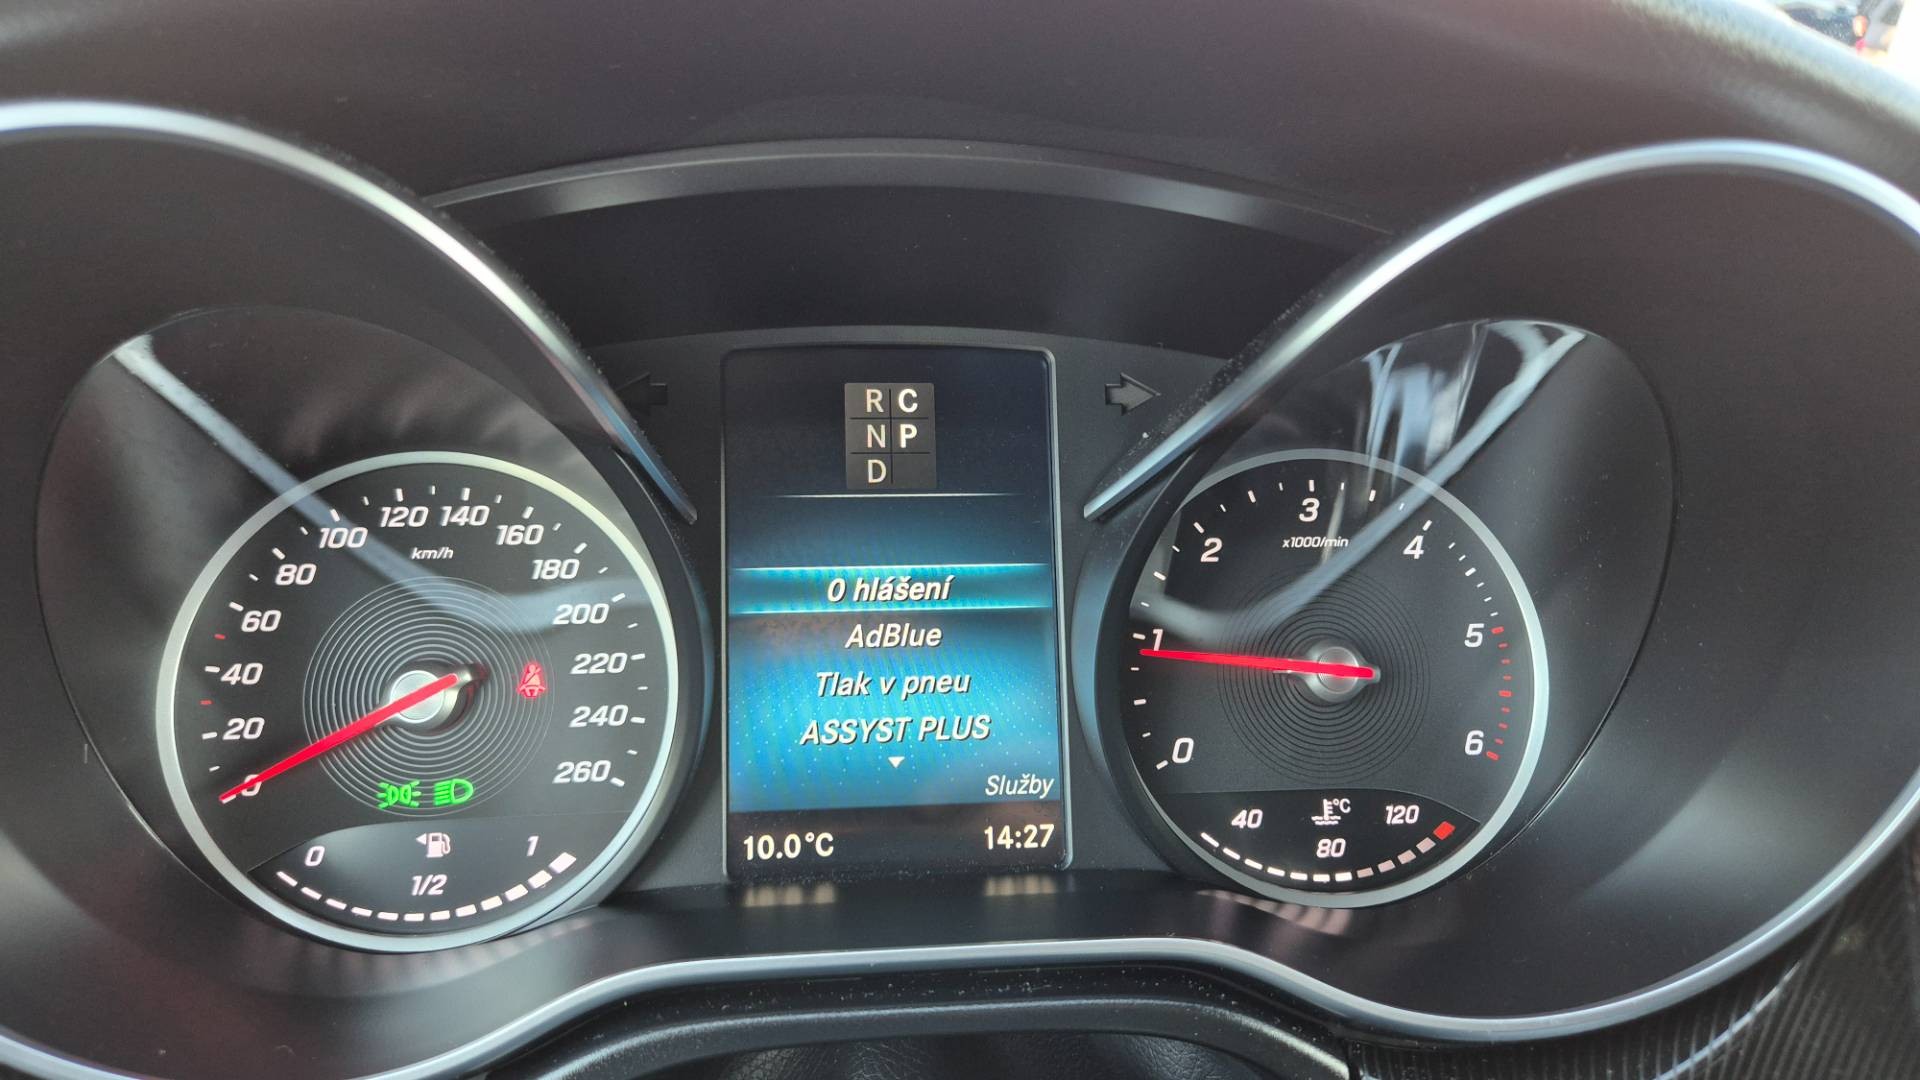 R C
N P
D
0 hlášení
AdBlue
Tlak v pneu
ASSYST PLUS
Služby
10.0°C
14:27
0
20
40
60
80
100
120
140
160
180
200
220
240
260
km/h
0
1/2
1
0
1
2
3
4
5
6
x1000/min
40
80
120
°C